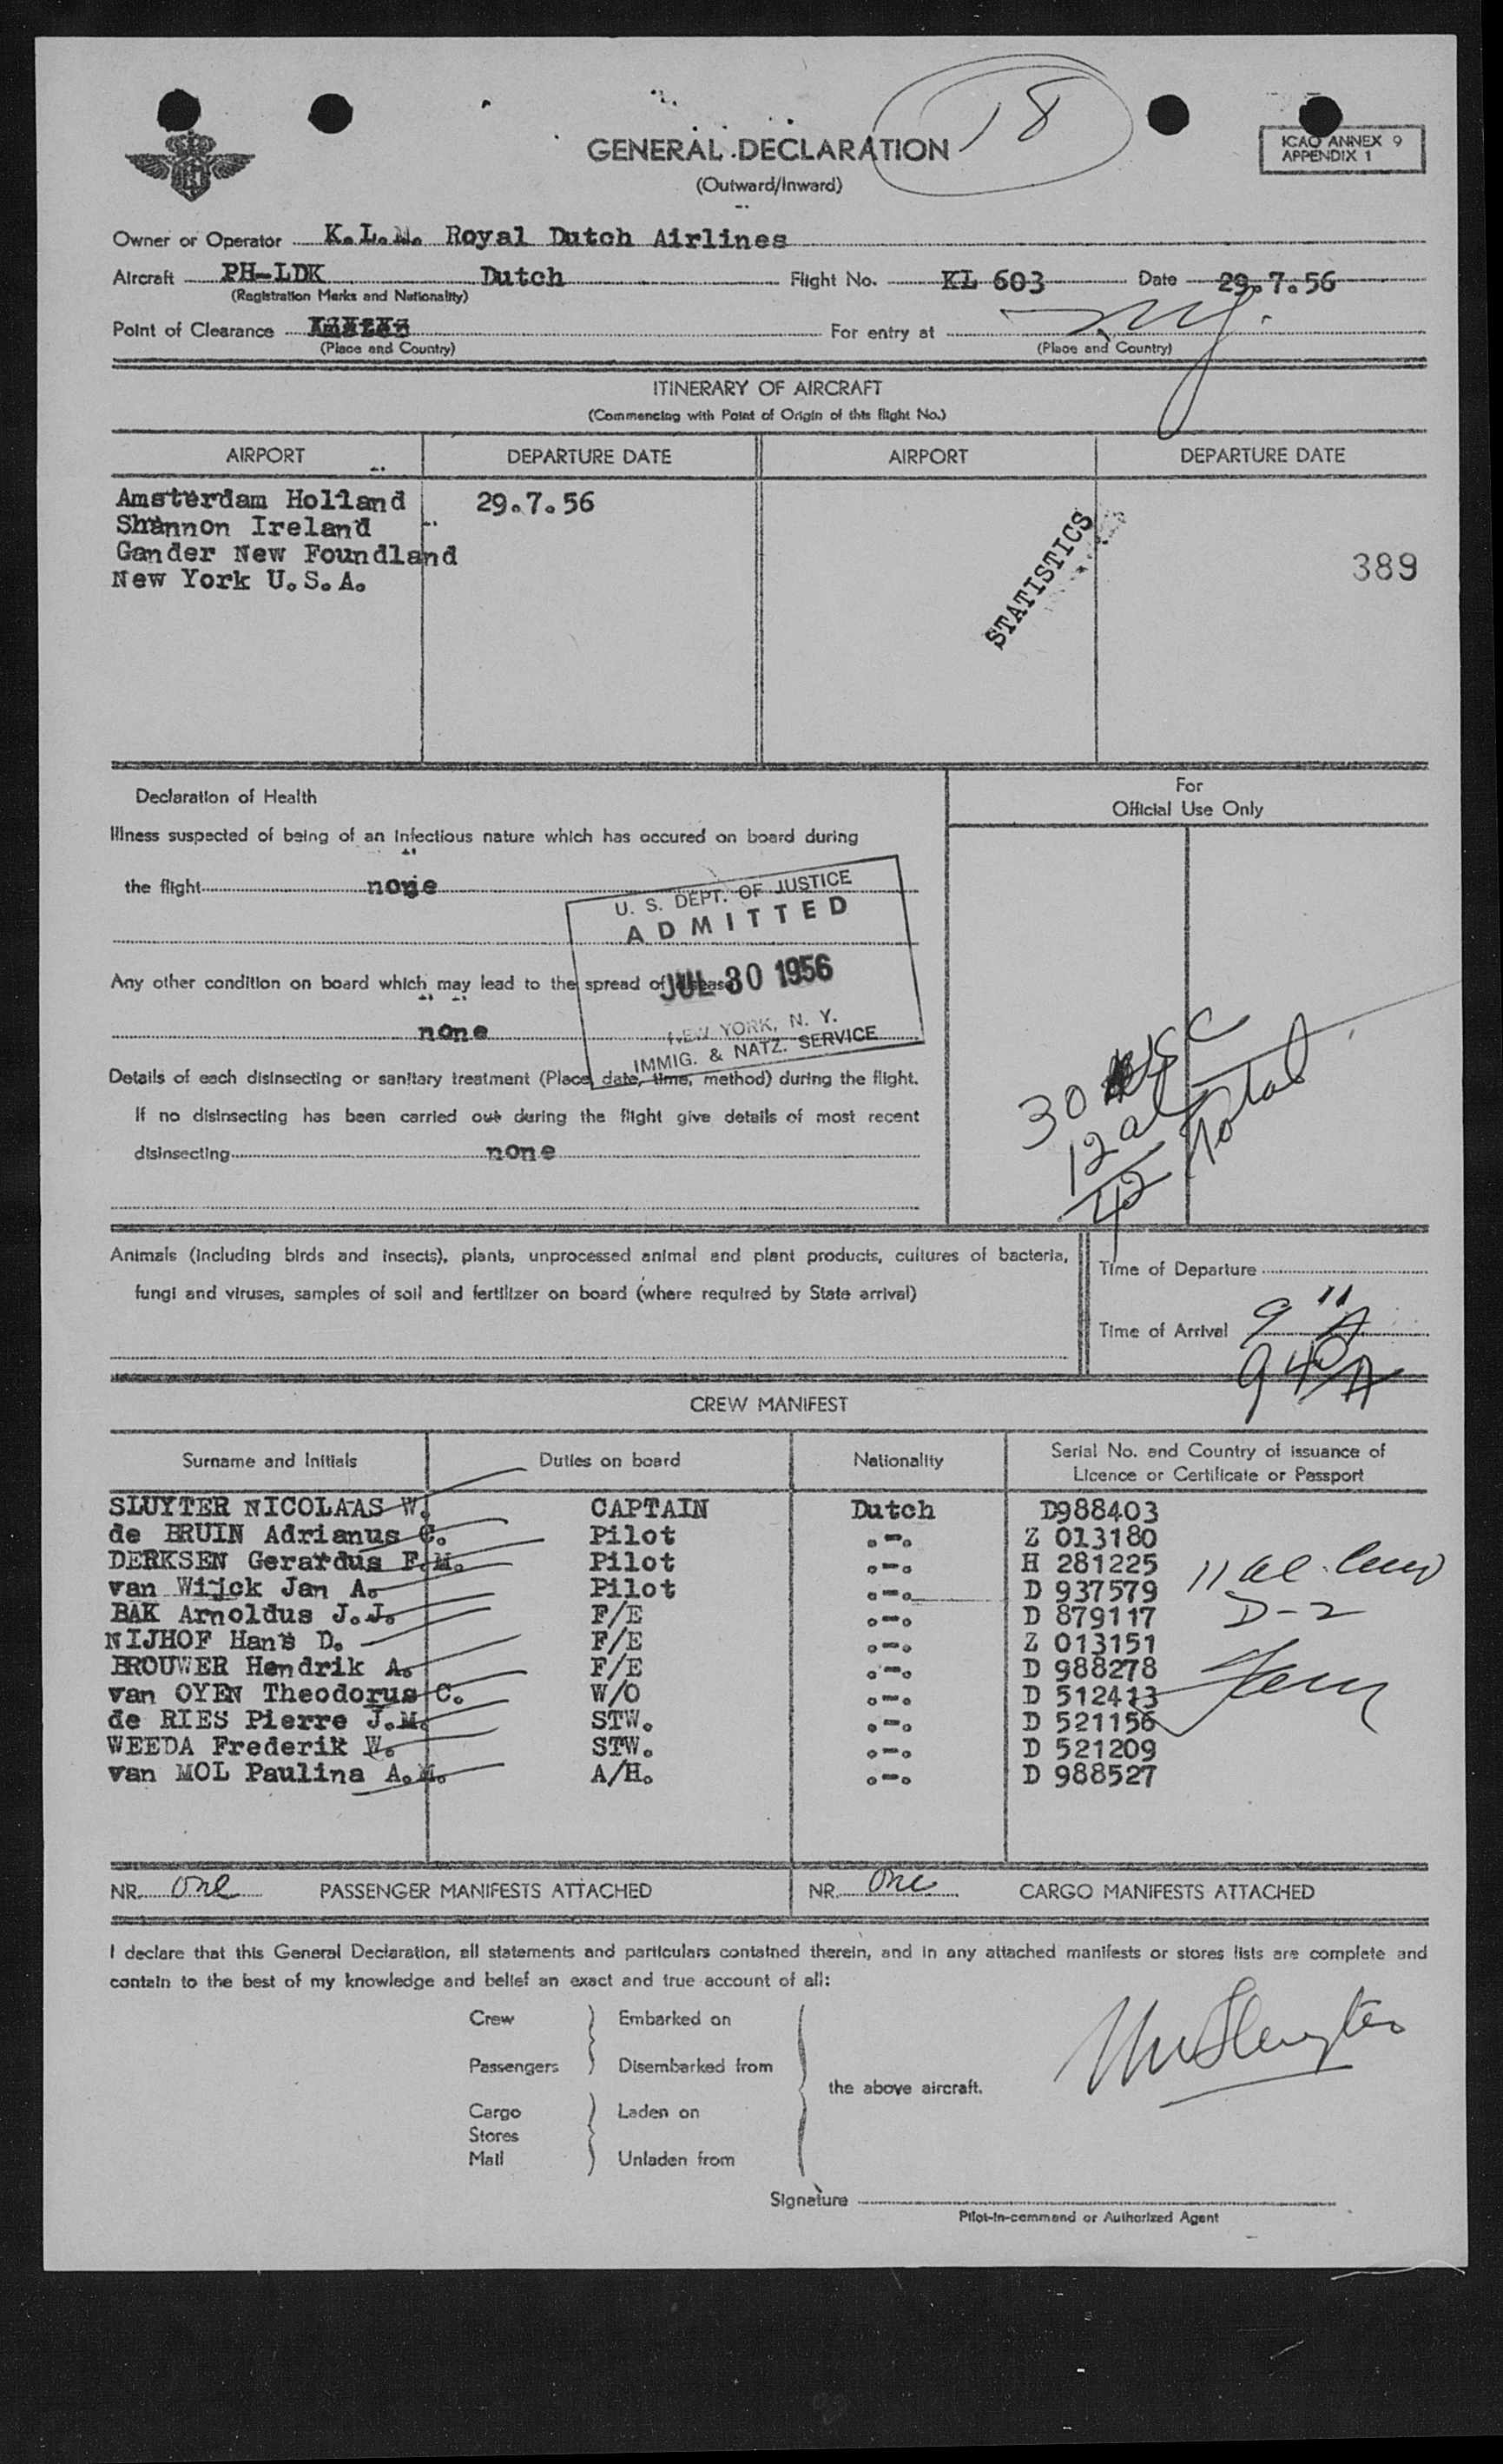 18
GENERAL DECLARATION
(Outward/Inward)
ICAO ANNEX 9
APPENDIX 1
Owner or Operator K.L.M. Royal Dutch Airlines
Aircraft PH-LDK Dutch Flight No. KL 603 Date 29.7.56
(Registration Marks and Nationality)
Point of Clearance For entry at NY.
(Place and Country) (Place and Country)
ITINERARY OF AIRCRAFT
(Commencing with Point of Origin of this flight No.)
AIRPORT DEPARTURE DATE AIRPORT DEPARTURE DATE
Amsterdam Holland 29.7.56
Shannon Ireland
Gander New Foundland
New York U.S.A.
STATISTICS
389
Declaration of Health
For
Official Use Only
Illness suspected of being of an infectious nature which has occured on board during
the flight none
U. S. DEPT. OF JUSTICE
ADMITTED
JUL 30 1956
NEW YORK, N. Y.
IMMIG. & NATZ. SERVICE
Any other condition on board which may lead to the spread of disease
none
Details of each disinsecting or sanitary treatment (Place, date, time, method) during the flight.
If no disinsecting has been carried out during the flight give details of most recent
disinsecting none
30 USC
12 al
42 Total
Animals (including birds and insects), plants, unprocessed animal and plant products, cultures of bacteria,
fungi and viruses, samples of soil and fertilizer on board (where required by State arrival)
Time of Departure
Time of Arrival 9 11 A
9 40 A
CREW MANIFEST
Surname and Initials Duties on board Nationality Serial No. and Country of issuance of
Licence or Certificate or Passport
SLUYTER NICOLAAS W. CAPTAIN Dutch D988403
de BRUIN Adrianus C. Pilot .-. Z 013180
DERKSEN Gerardus F.M. Pilot .-. H 281225
van Wijck Jan A. Pilot .-. D 937579
BAK Arnoldus J.J. F/E .-. D 879117
NIJHOF Hans D. F/E .-. Z 013151
BROUWER Hendrik A. F/E .-. D 988278
van OYEN Theodorus C. W/O .-. D 512413
de RIES Pierre J.M. STW. .-. D 521156
WEEDA Frederik W. STW. .-. D 521209
van MOL Paulina A.M. A/H. .-. D 988527
11 al. crew
D-2
NR. one PASSENGER MANIFESTS ATTACHED NR. one CARGO MANIFESTS ATTACHED
I declare that this General Declaration, all statements and particulars contained therein, and in any attached manifests or stores lists are complete and
contain to the best of my knowledge and belief an exact and true account of all:
Crew Embarked on
Passengers Disembarked from
the above aircraft.
Cargo Laden on
Stores
Mail Unladen from
Signature
Pilot-in-command or Authorized Agent